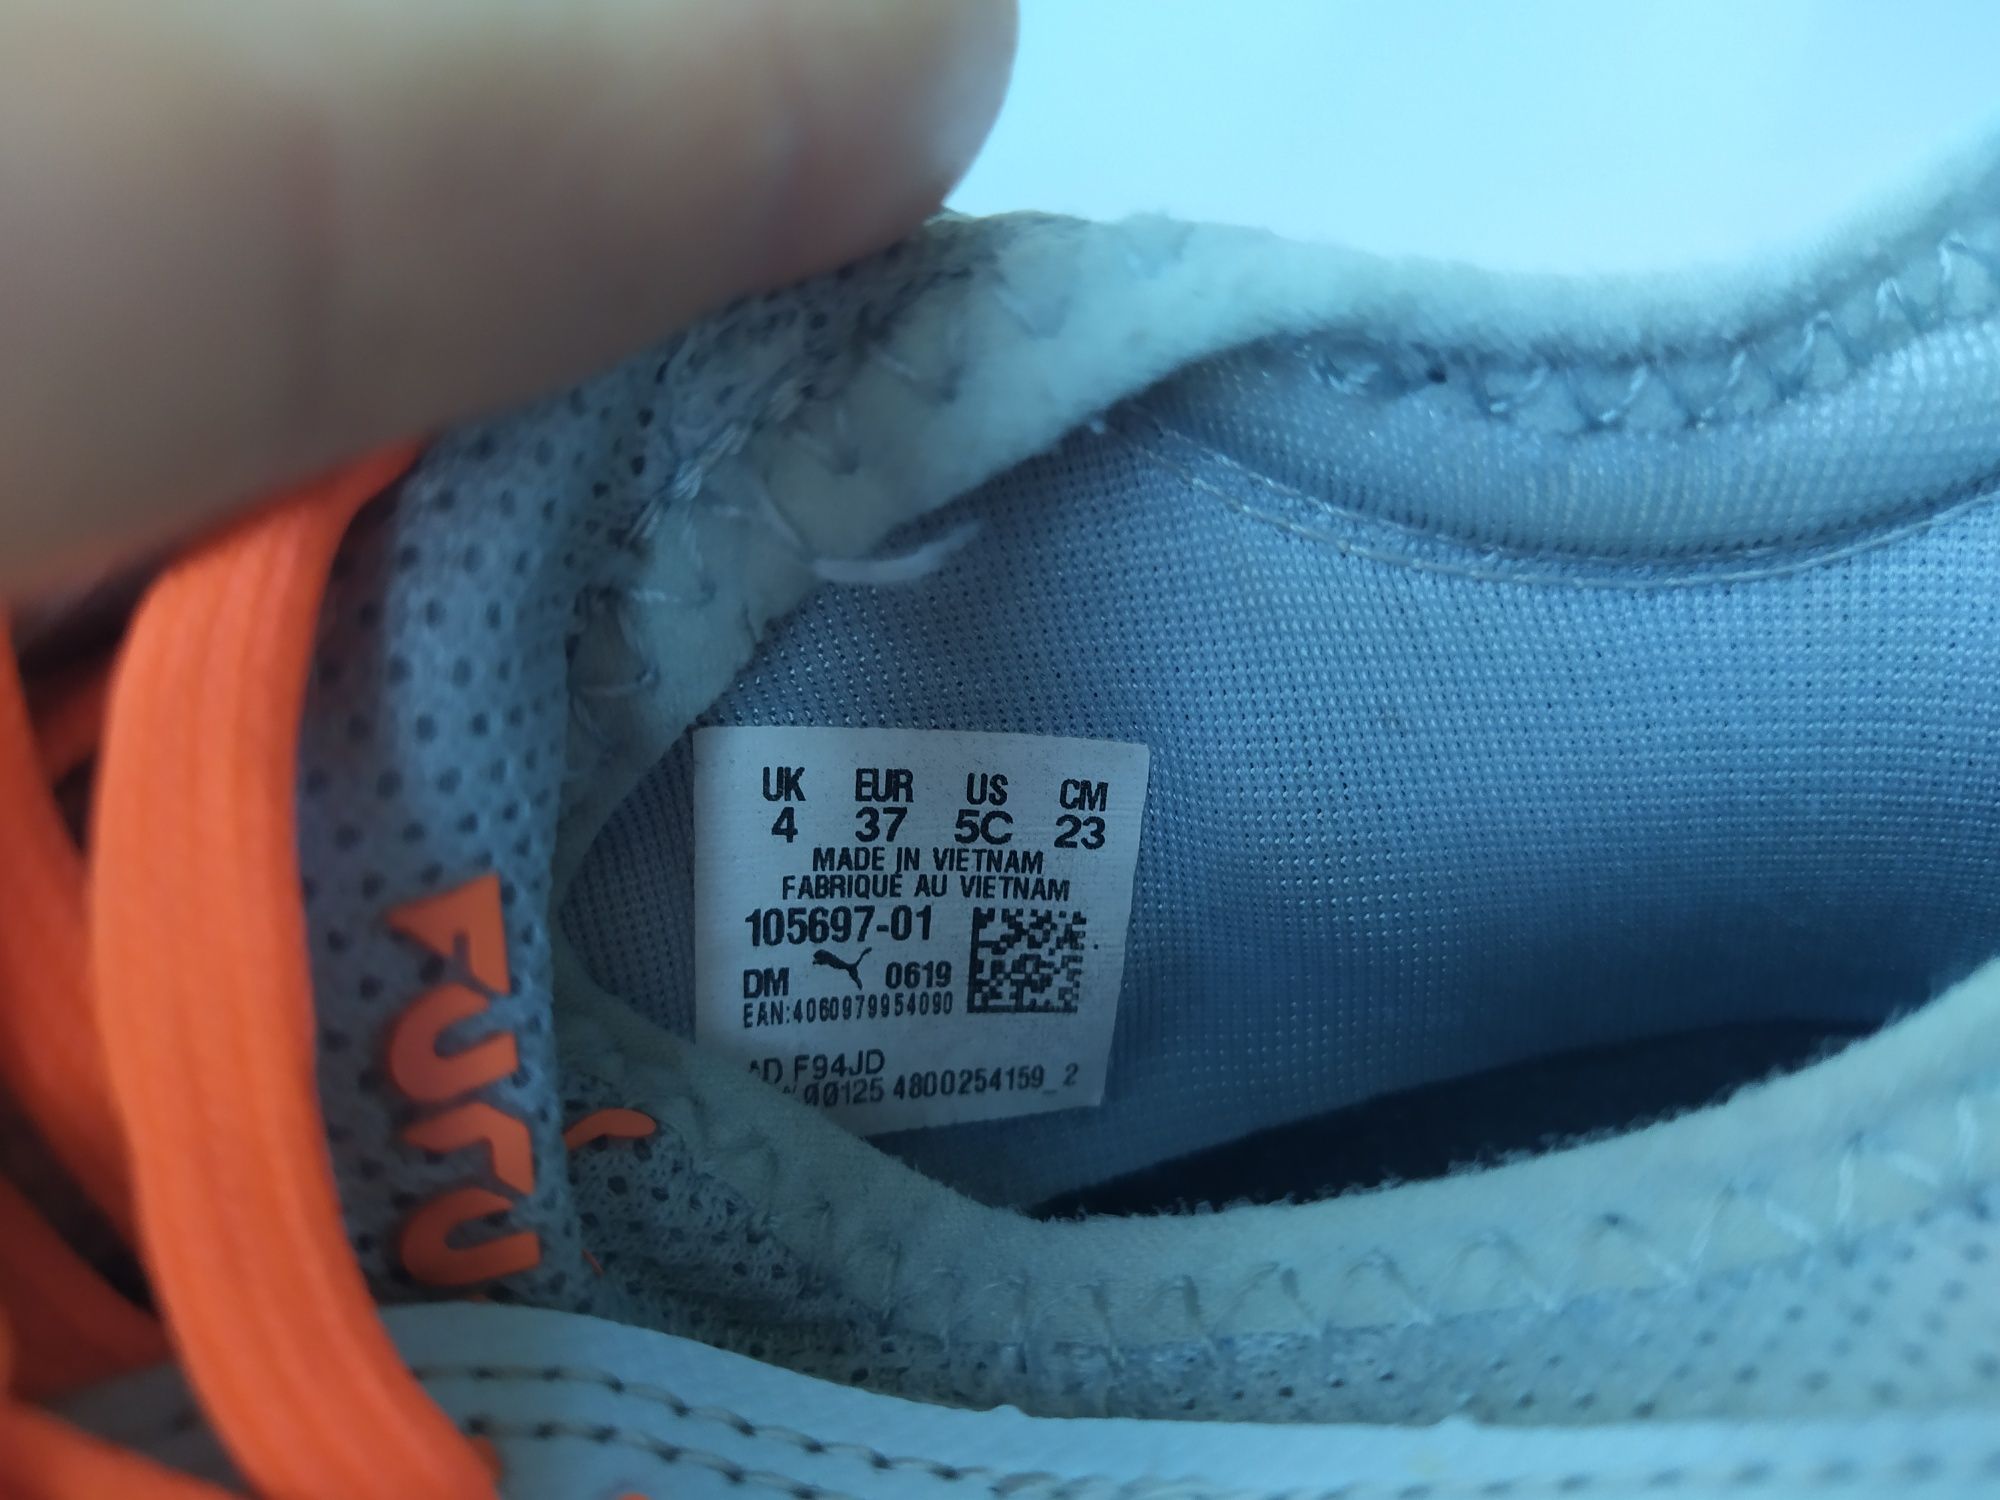 UK EUR US CM
4 37 5C 23
MADE IN VIETNAM
FABRIQUE AU VIETNAM
105697-01
DM 0619
EAN:4060979954090
F94JD
00125 4800254159_2
FUTU